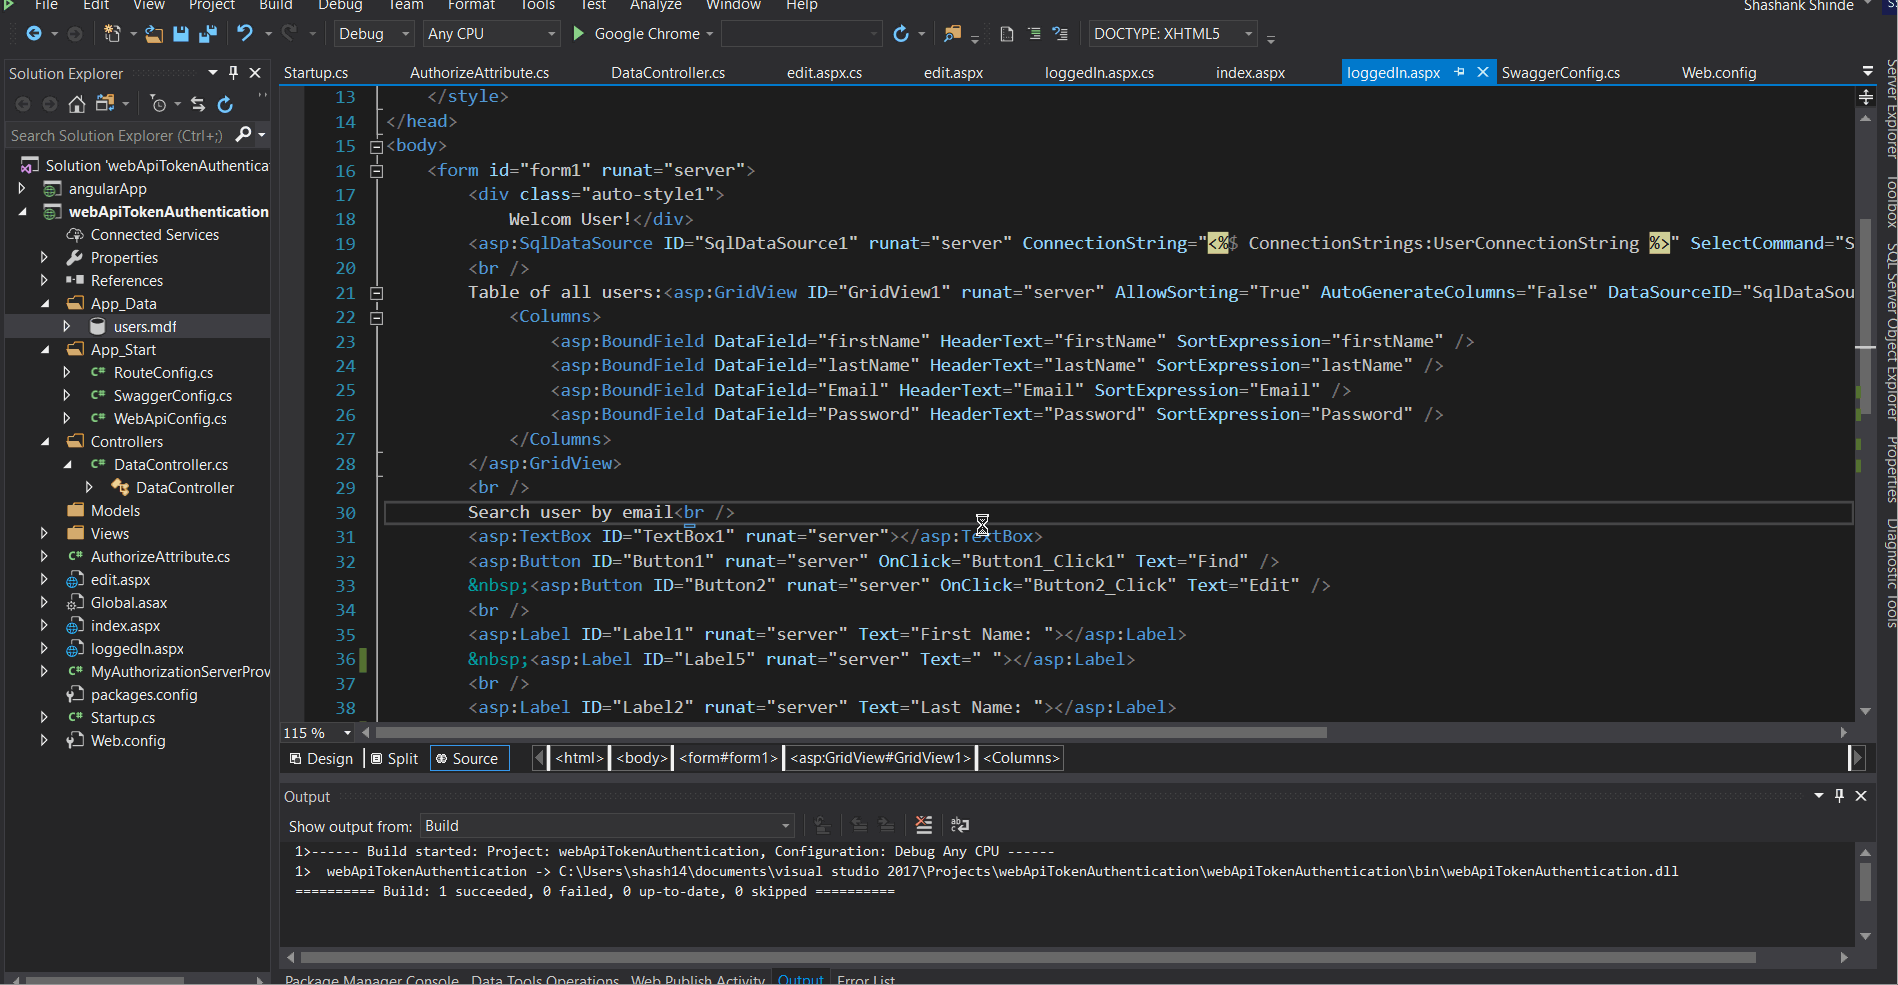 File Edit View Project Build Debug Team Format Tools Test Analyze Window Help Shashank Shinde
Debug Any CPU Google Chrome DOCTYPE: XHTML5
Solution Explorer
Search Solution Explorer (Ctrl+;)
Solution 'webApiTokenAuthentica
angularApp
webApiTokenAuthentication
Connected Services
Properties
References
App_Data
users.mdf
App_Start
C# RouteConfig.cs
C# SwaggerConfig.cs
C# WebApiConfig.cs
Controllers
C# DataController.cs
DataController
Models
Views
C# AuthorizeAttribute.cs
edit.aspx
Global.asax
index.aspx
loggedIn.aspx
C# MyAuthorizationServerProv
packages.config
C# Startup.cs
Web.config
Startup.cs AuthorizeAttribute.cs DataController.cs edit.aspx.cs edit.aspx loggedIn.aspx.cs index.aspx loggedIn.aspx SwaggerConfig.cs Web.config
13 </style>
14 </head>
15 <body>
16 <form id="form1" runat="server">
17 <div class="auto-style1">
18 Welcom User!</div>
19 <asp:SqlDataSource ID="SqlDataSource1" runat="server" ConnectionString="<%$ ConnectionStrings:UserConnectionString %>" SelectCommand="S
20 <br />
21 Table of all users:<asp:GridView ID="GridView1" runat="server" AllowSorting="True" AutoGenerateColumns="False" DataSourceID="SqlDataSou
22 <Columns>
23 <asp:BoundField DataField="firstName" HeaderText="firstName" SortExpression="firstName" />
24 <asp:BoundField DataField="lastName" HeaderText="lastName" SortExpression="lastName" />
25 <asp:BoundField DataField="Email" HeaderText="Email" SortExpression="Email" />
26 <asp:BoundField DataField="Password" HeaderText="Password" SortExpression="Password" />
27 </Columns>
28 </asp:GridView>
29 <br />
30 Search user by email<br />
31 <asp:TextBox ID="TextBox1" runat="server"></asp:TextBox>
32 <asp:Button ID="Button1" runat="server" OnClick="Button1_Click1" Text="Find" />
33 &nbsp;<asp:Button ID="Button2" runat="server" OnClick="Button2_Click" Text="Edit" />
34 <br />
35 <asp:Label ID="Label1" runat="server" Text="First Name: "></asp:Label>
36 &nbsp;<asp:Label ID="Label5" runat="server" Text=" "></asp:Label>
37 <br />
38 <asp:Label ID="Label2" runat="server" Text="Last Name: "></asp:Label>
115 %
Design Split Source <html> <body> <form#form1> <asp:GridView#GridView1> <Columns>
Output
Show output from: Build
1>------ Build started: Project: webApiTokenAuthentication, Configuration: Debug Any CPU ------
1> webApiTokenAuthentication -> C:\Users\shash14\documents\visual studio 2017\Projects\webApiTokenAuthentication\webApiTokenAuthentication\bin\webApiTokenAuthentication.dll
========== Build: 1 succeeded, 0 failed, 0 up-to-date, 0 skipped ==========
Package Manager Console Data Tools Operations Web Publish Activity Output Error List
Server Explorer
Toolbox
SQL Server Object Explorer
Properties
Diagnostic Tools